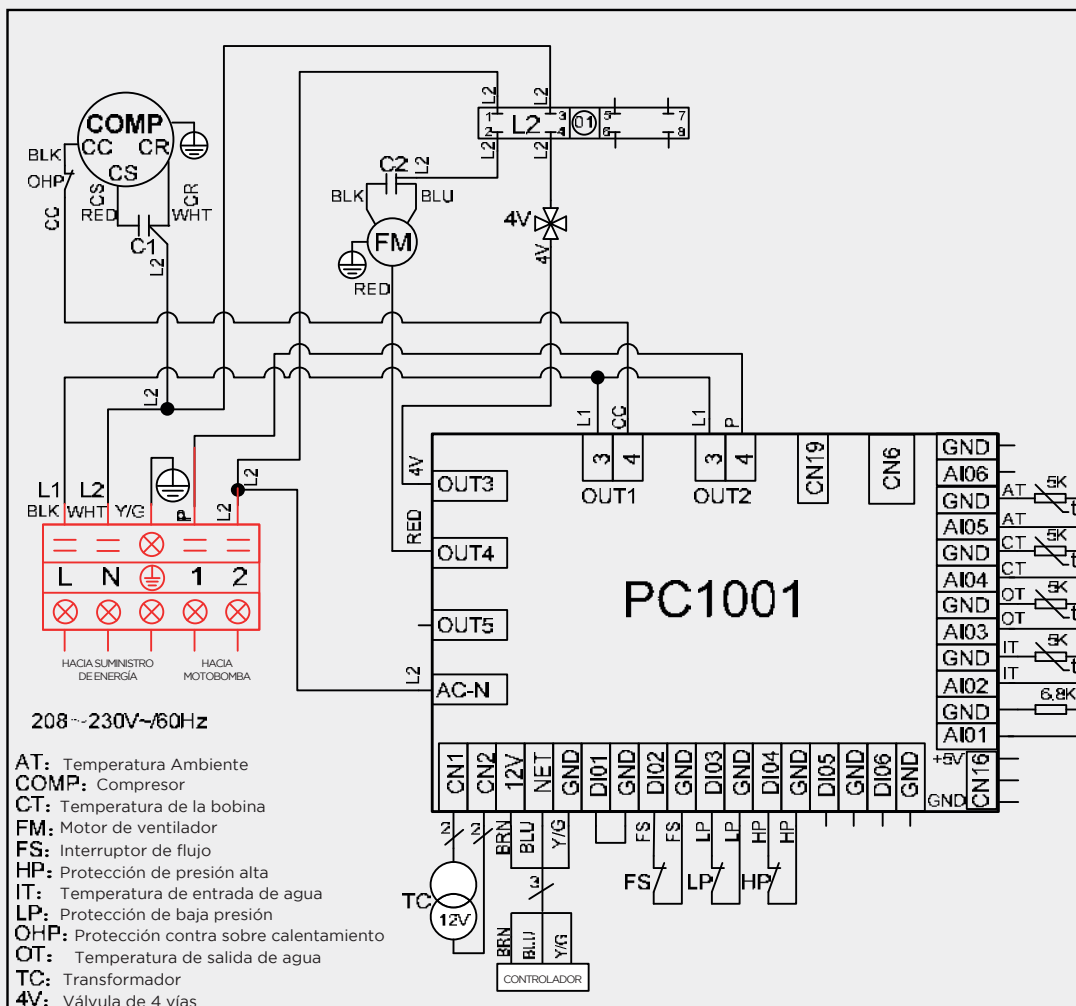 L2
L2
1
3
5
7
L2
01
2
4
6
8
L2
L2
COMP
CC
CR
CS
BLK
OHP
CC
CS
RED
CR
WHT
C1
L2
C2
L2
BLK
BLU
FM
RED
4V
4V
L2
L1
CC
L1
P
3
4
3
4
OUT1
OUT2
CN19
CN6
4V
OUT3
RED
OUT4
OUT5
L2
AC-N
PC1001
GND
AI06
GND
AI05
GND
AI04
GND
AI03
GND
AI02
GND
AI01
+5V
GND
CN16
AT
5K
t
AT
CT
5K
t
CT
OT
5K
t
OT
IT
5K
t
IT
6.8K
L1
L2
BLK
WHT
Y/G
P
L2
L2
L
N
1
2
HACIA SUMINISTRO
DE ENERGÍA
HACIA
MOTOBOMBA
208~230V~/60Hz
CN1
CN2
12V
NET
GND
DI01
GND
DI02
GND
DI03
GND
DI04
GND
DI05
GND
DI06
GND
2
2
BRN
BLU
Y/G
FS
FS
LP
LP
HP
HP
FS
LP
HP
TC
12V
3
BRN
BLU
Y/G
CONTROLADOR
AT: Temperatura Ambiente
COMP: Compresor
CT: Temperatura de la bobina
FM: Motor de ventilador
FS: Interruptor de flujo
HP: Protección de presión alta
IT: Temperatura de entrada de agua
LP: Protección de baja presión
OHP: Protección contra sobre calentamiento
OT: Temperatura de salida de agua
TC: Transformador
4V: Válvula de 4 vías